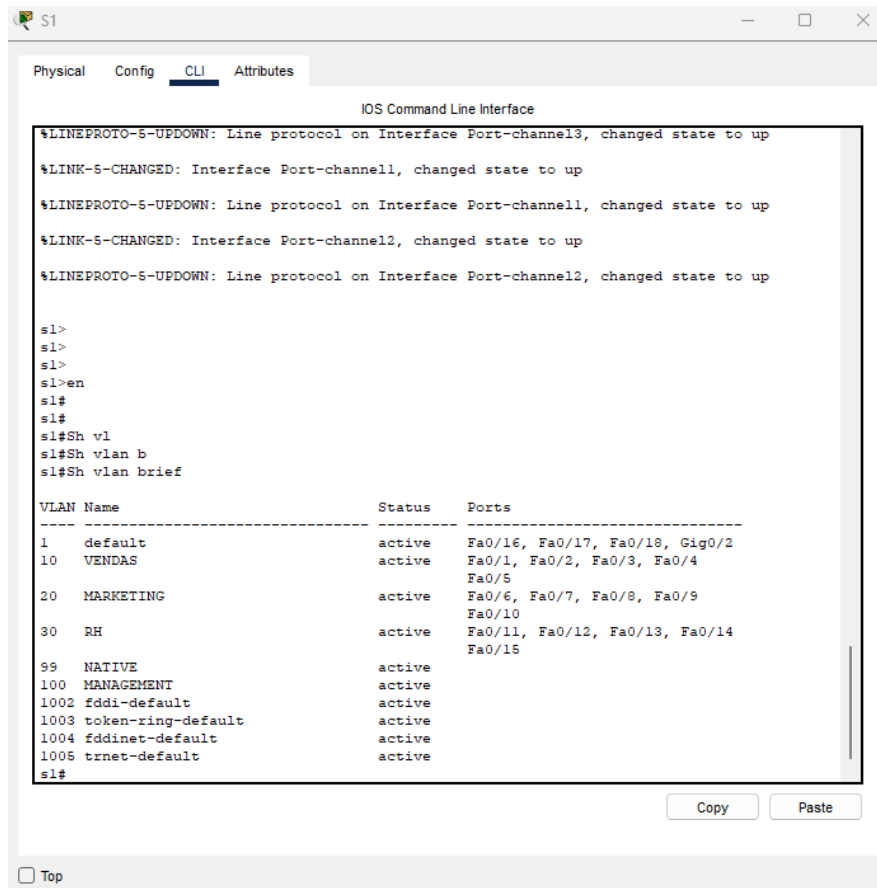 S1
Physical Config CLI Attributes
IOS Command Line Interface
%LINEPROTO-5-UPDOWN: Line protocol on Interface Port-channel3, changed state to up
%LINK-5-CHANGED: Interface Port-channel1, changed state to up
%LINEPROTO-5-UPDOWN: Line protocol on Interface Port-channel1, changed state to up
%LINK-5-CHANGED: Interface Port-channel2, changed state to up
%LINEPROTO-5-UPDOWN: Line protocol on Interface Port-channel2, changed state to up
s1>
s1>
s1>
s1>en
s1#
s1#
s1#Sh vl
s1#Sh vlan b
s1#Sh vlan brief
VLAN Name Status Ports
---- -------------------------------- --------- -------------------------------
1 default active Fa0/16, Fa0/17, Fa0/18, Gig0/2
10 VENDAS active Fa0/1, Fa0/2, Fa0/3, Fa0/4
Fa0/5
20 MARKETING active Fa0/6, Fa0/7, Fa0/8, Fa0/9
Fa0/10
30 RH active Fa0/11, Fa0/12, Fa0/13, Fa0/14
Fa0/15
99 NATIVE active
100 MANAGEMENT active
1002 fddi-default active
1003 token-ring-default active
1004 fddinet-default active
1005 trnet-default active
s1#
Copy Paste
Top